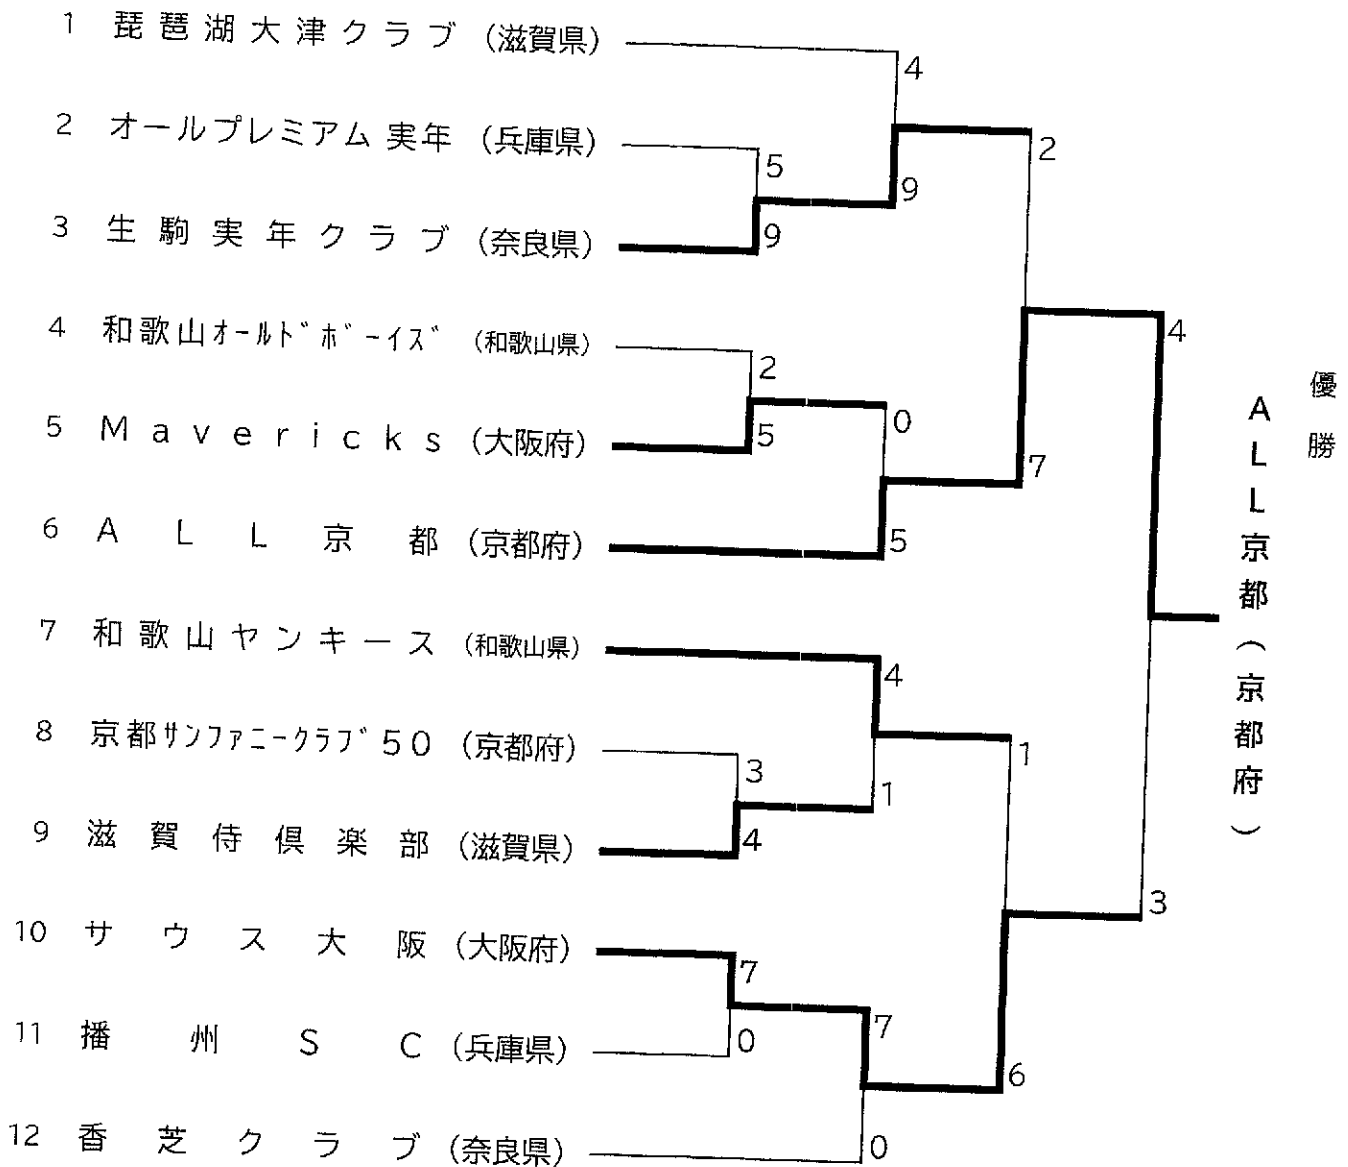 1 琵琶湖大津クラブ (滋賀県)
4
2 オールプレミアム実年 (兵庫県)
2
5
9
3 生駒実年クラブ (奈良県)
9
4 和歌山ｵｰﾙﾄﾞﾎﾞｰｲｽﾞ (和歌山県)
4
2
優勝
ALL京都(京都府)
0
5 Mavericks (大阪府)
5
7
6 ALL京都 (京都府)
5
7 和歌山ヤンキース (和歌山県)
4
8 京都ｻﾝﾌｧﾆｰｸﾗﾌﾞ50 (京都府)
1
3
1
9 滋賀侍倶楽部 (滋賀県)
4
3
10 サウス大阪 (大阪府)
7
7
11 播州SC (兵庫県)
0
6
12 香芝クラブ (奈良県)
0